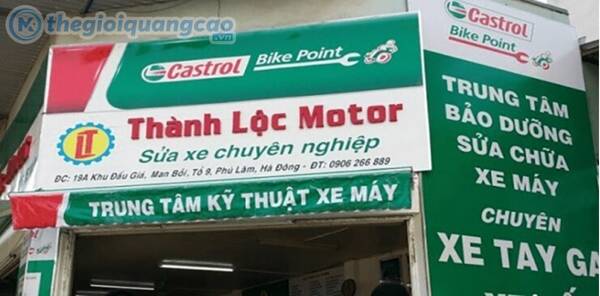 thegioiquangcao
.vn
Castrol Bike Point
Thành Lộc Motor
Sửa xe chuyên nghiệp
ĐC: 19A Khu Đấu Giá, Man Bồi, Tổ 9, Phú Lãm, Hà Đông - ĐT: 0906 266 889
TRUNG TÂM KỸ THUẬT XE MÁY
Castrol
Bike Point
TRUNG TÂM
BẢO DƯỠNG
SỬA CHỮA
XE MÁY
CHUYÊN
XE TAY GA